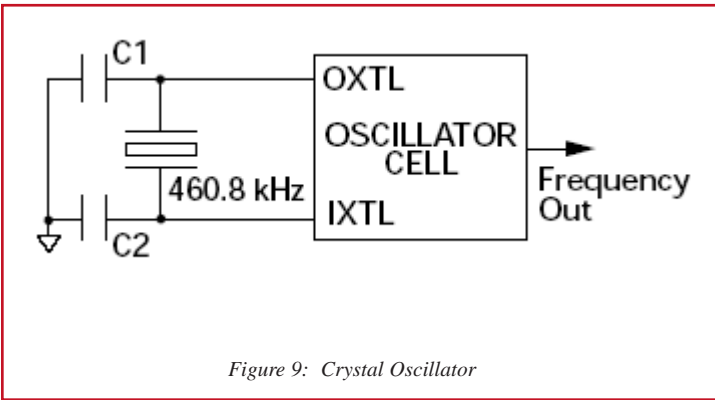 C1
OXTL
OSCILLATOR
CELL
460.8 kHz
IXTL
Frequency
Out
C2
Figure 9: Crystal Oscillator